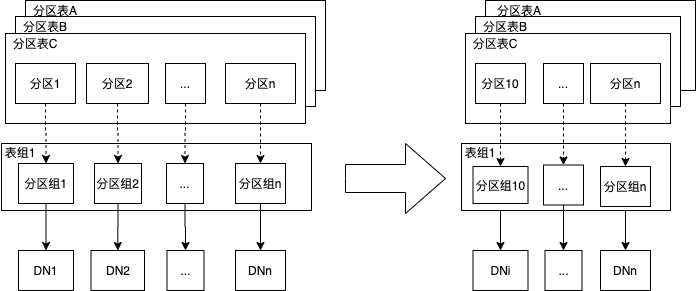 分区表A
分区表B
分区表C
分区1 分区2 ... 分区n
表组1
分区组1 分区组2 ... 分区组n
DN1 DN2 ... DNn
分区表A
分区表B
分区表C
分区10 ... 分区n
表组1
分区组10 ... 分区组n
DNi ... DNn